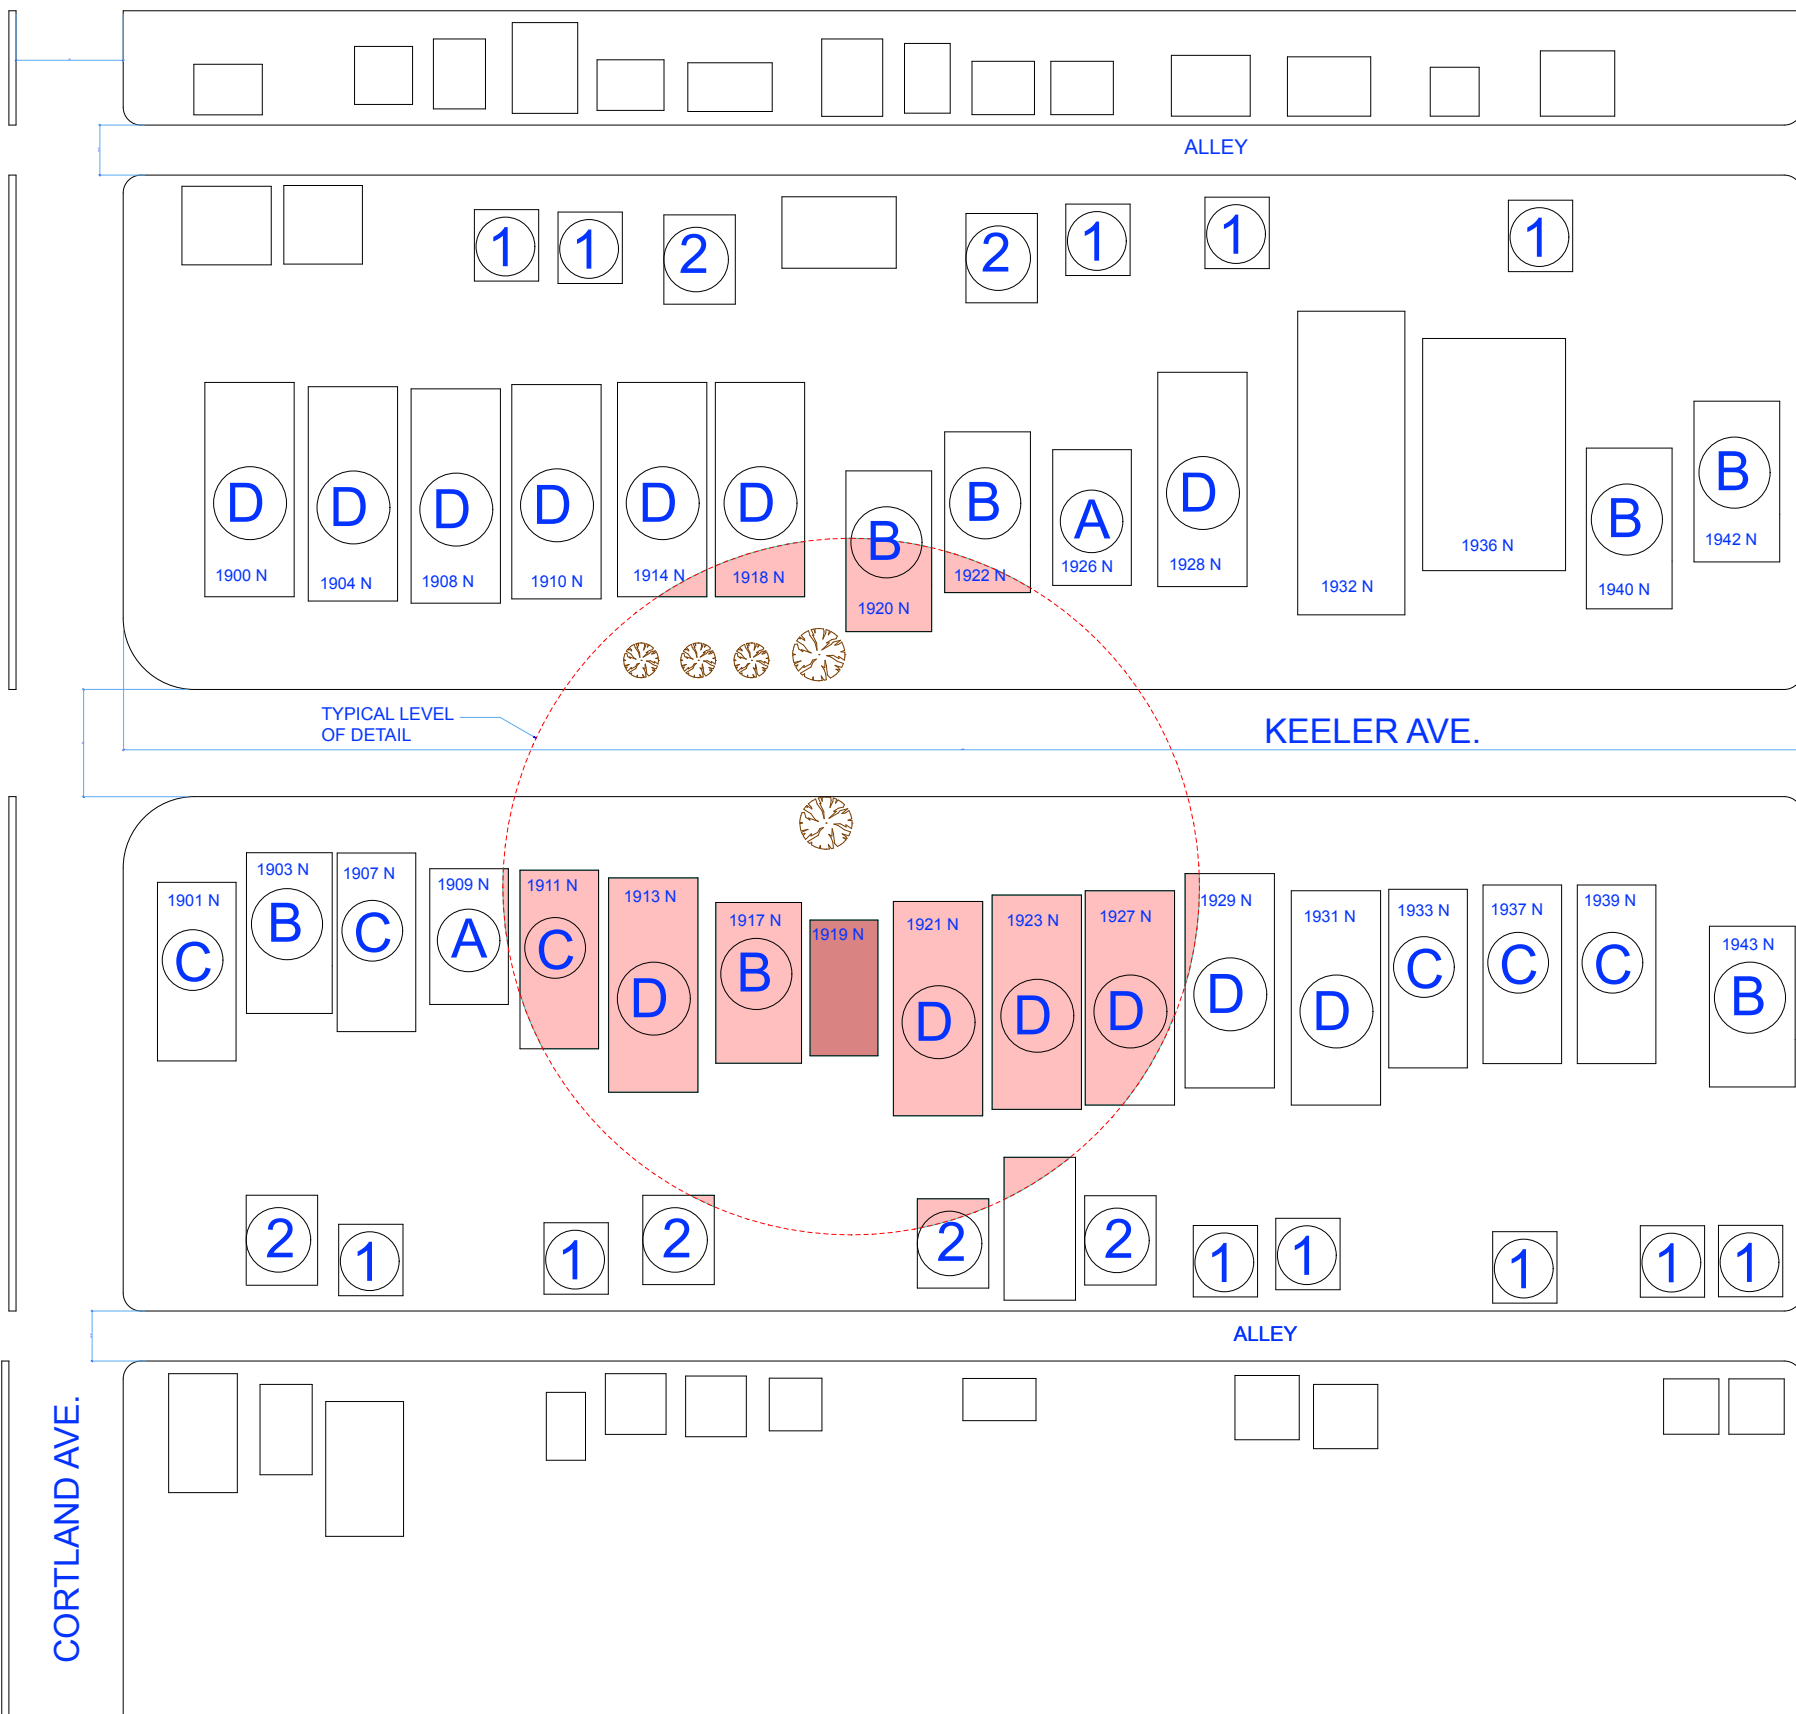 ALLEY
1
1
2
2
1
1
1
D
D
D
D
D
D
B
B
A
D
B
B
1900 N
1904 N
1908 N
1910 N
1914 N
1918 N
1920 N
1922 N
1926 N
1928 N
1932 N
1936 N
1940 N
1942 N
TYPICAL LEVEL
OF DETAIL
KEELER AVE.
1901 N
1903 N
1907 N
1909 N
1911 N
1913 N
1917 N
1919 N
1921 N
1923 N
1927 N
1929 N
1931 N
1933 N
1937 N
1939 N
1943 N
C
B
C
A
C
D
B
D
D
D
D
D
C
C
C
B
2
1
1
2
2
2
1
1
1
1
1
ALLEY
CORTLAND AVE.